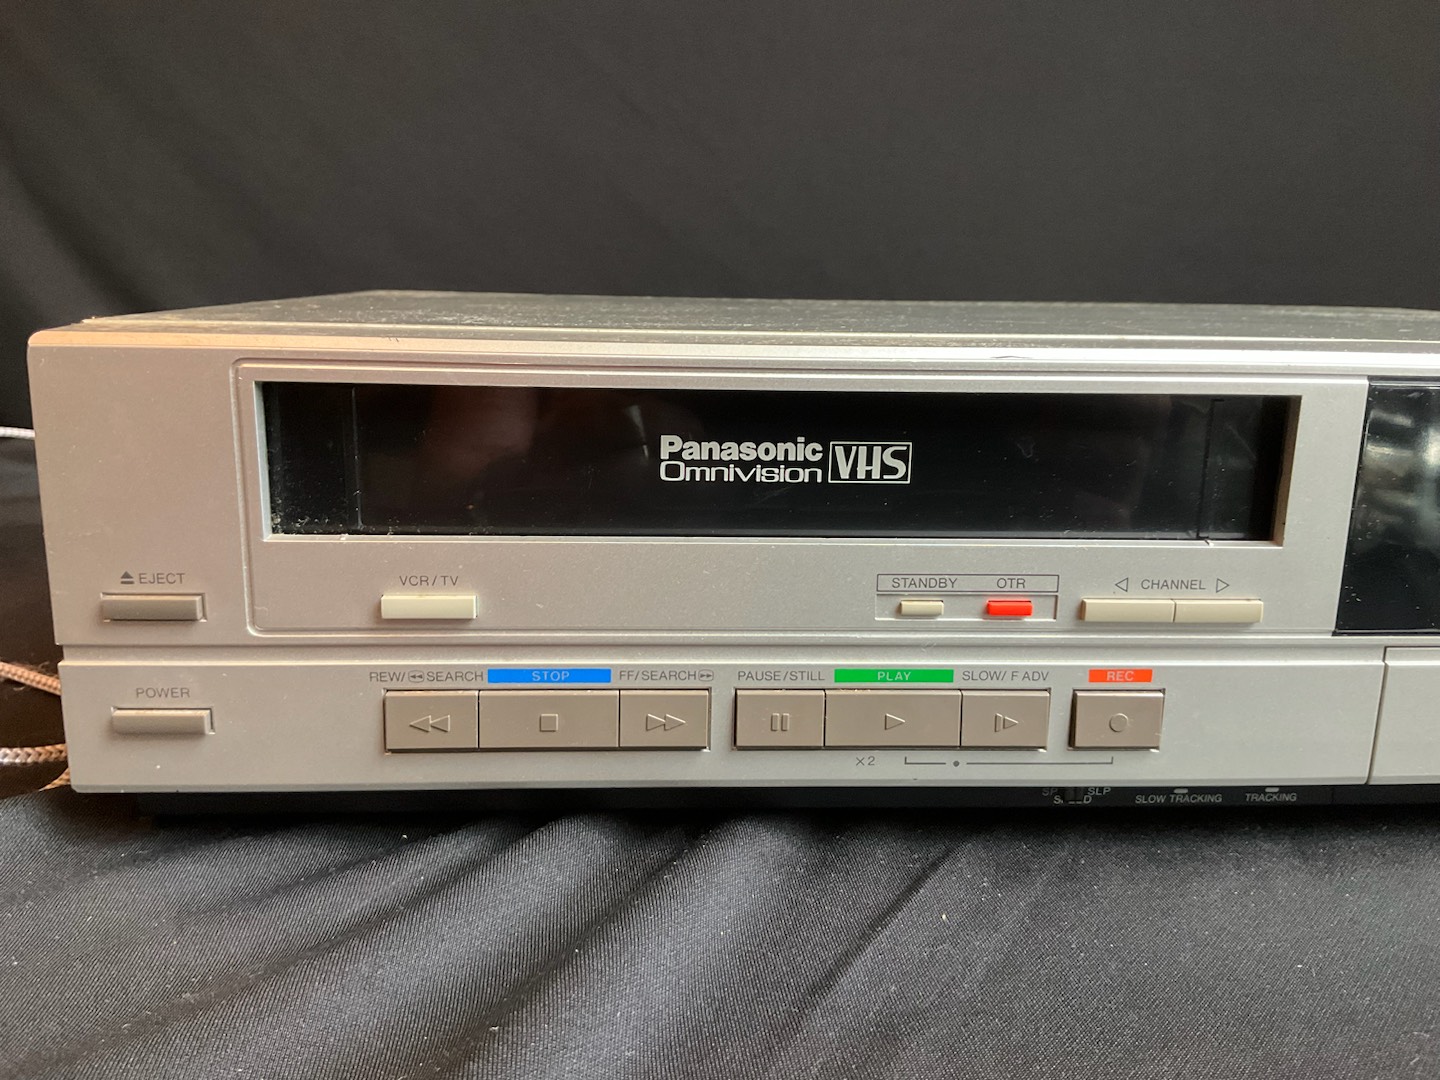 Panasonic
Omnivision VHS
EJECT
VCR/TV
STANDBY OTR
CHANNEL
POWER
REW/ SEARCH STOP FF/SEARCH
PAUSE/STILL PLAY SLOW/ F ADV
REC
×2
SP SLP
SLOW TRACKING TRACKING